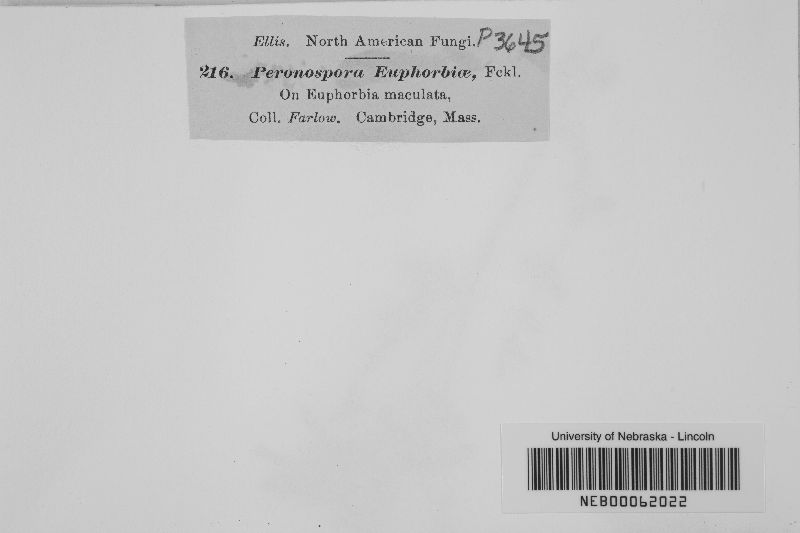 Ellis. North American Fungi. P3645
216. Peronospora Euphorbiæ, Fckl.
On Euphorbia maculata,
Coll. Farlow. Cambridge, Mass.
University of Nebraska - Lincoln
NEB00062022